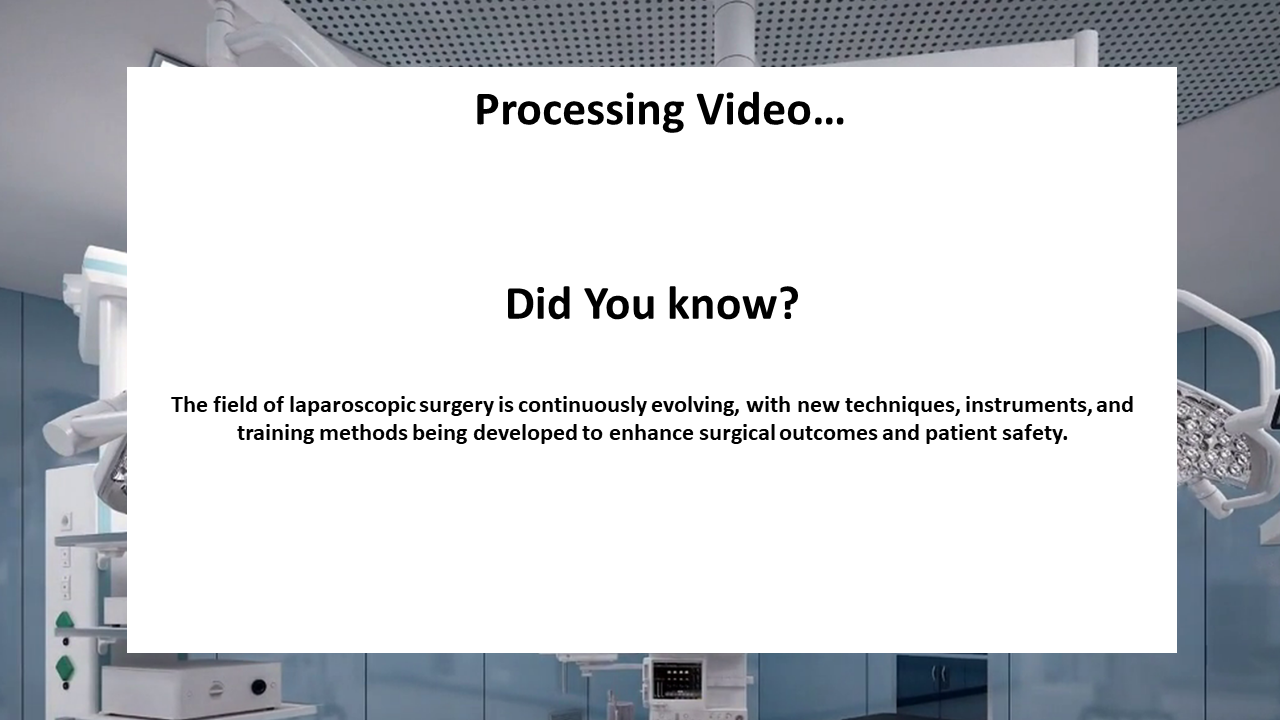 Processing Video…
Did You know?
The field of laparoscopic surgery is continuously evolving, with new techniques, instruments, and
training methods being developed to enhance surgical outcomes and patient safety.